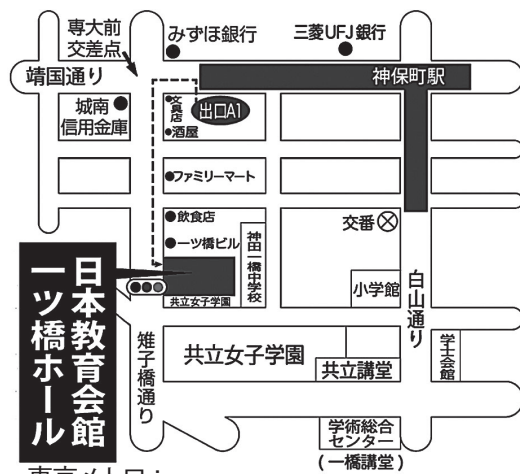 専大前
交差点
みずほ銀行
三菱UFJ銀行
靖国通り
神保町駅
城南
信用金庫
文具店
出口A1
酒屋
ファミリーマート
飲食店
一ツ橋ビル
神田一橋中学校
交番
共立女子学園
小学館
白山通り
日本教育会館
一ツ橋ホール
雉子橋通り
共立女子学園
共立講堂
学士会館
学術総合
センター
(一橋講堂)